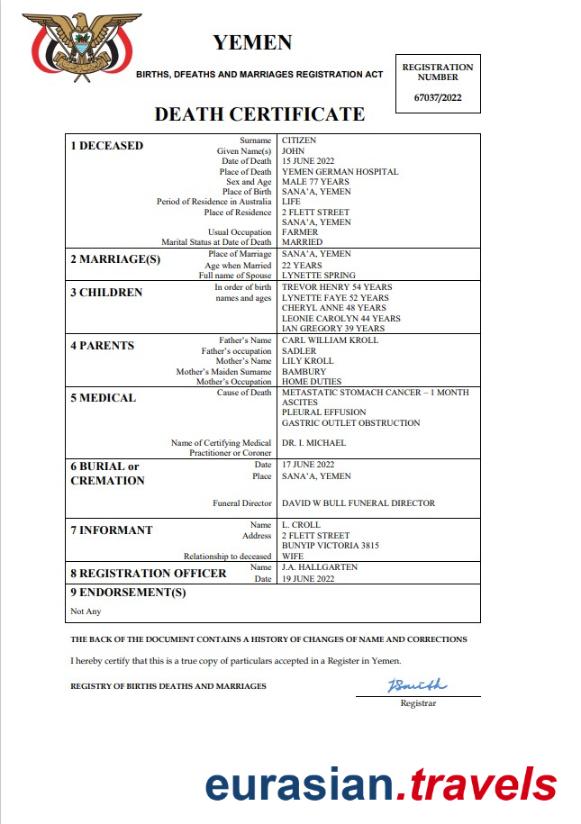 YEMEN
BIRTHS, DFEATHS AND MARRIAGES REGISTRATION ACT
REGISTRATION
NUMBER
67037/2022
DEATH CERTIFICATE
1 DECEASED
Surname CITIZEN
Given Name(s) JOHN
Date of Death 15 JUNE 2022
Place of Death YEMEN GERMAN HOSPITAL
Sex and Age MALE 77 YEARS
Place of Birth SANA'A, YEMEN
Period of Residence in Australia LIFE
Place of Residence 2 FLETT STREET
SANA'A, YEMEN
Usual Occupation FARMER
Marital Status at Date of Death MARRIED
2 MARRIAGE(S)
Place of Marriage SANA'A, YEMEN
Age when Married 22 YEARS
Full name of Spouse LYNETTE SPRING
3 CHILDREN
In order of birth TREVOR HENRY 54 YEARS
names and ages LYNETTE FAYE 52 YEARS
CHERYL ANNE 48 YEARS
LEONIE CAROLYN 44 YEARS
IAN GREGORY 39 YEARS
4 PARENTS
Father's Name CARL WILLIAM KROLL
Father's occupation SADLER
Mother's Name LILY KROLL
Mother's Maiden Surname BAMBURY
Mother's Occupation HOME DUTIES
5 MEDICAL
Cause of Death METASTATIC STOMACH CANCER – 1 MONTH
ASCITES
PLEURAL EFFUSION
GASTRIC OUTLET OBSTRUCTION
Name of Certifying Medical DR. I. MICHAEL
Practitioner or Coroner
6 BURIAL or
CREMATION
Date 17 JUNE 2022
Place SANA'A, YEMEN
Funeral Director DAVID W BULL FUNERAL DIRECTOR
7 INFORMANT
Name L. CROLL
Address 2 FLETT STREET
BUNYIP VICTORIA 3815
Relationship to deceased WIFE
8 REGISTRATION OFFICER
Name J.A. HALLGARTEN
Date 19 JUNE 2022
9 ENDORSEMENT(S)
Not Any
THE BACK OF THE DOCUMENT CONTAINS A HISTORY OF CHANGES OF NAME AND CORRECTIONS
I hereby certify that this is a true copy of particulars accepted in a Register in Yemen.
REGISTRY OF BIRTHS DEATHS AND MARRIAGES
Registrar
eurasian.travels